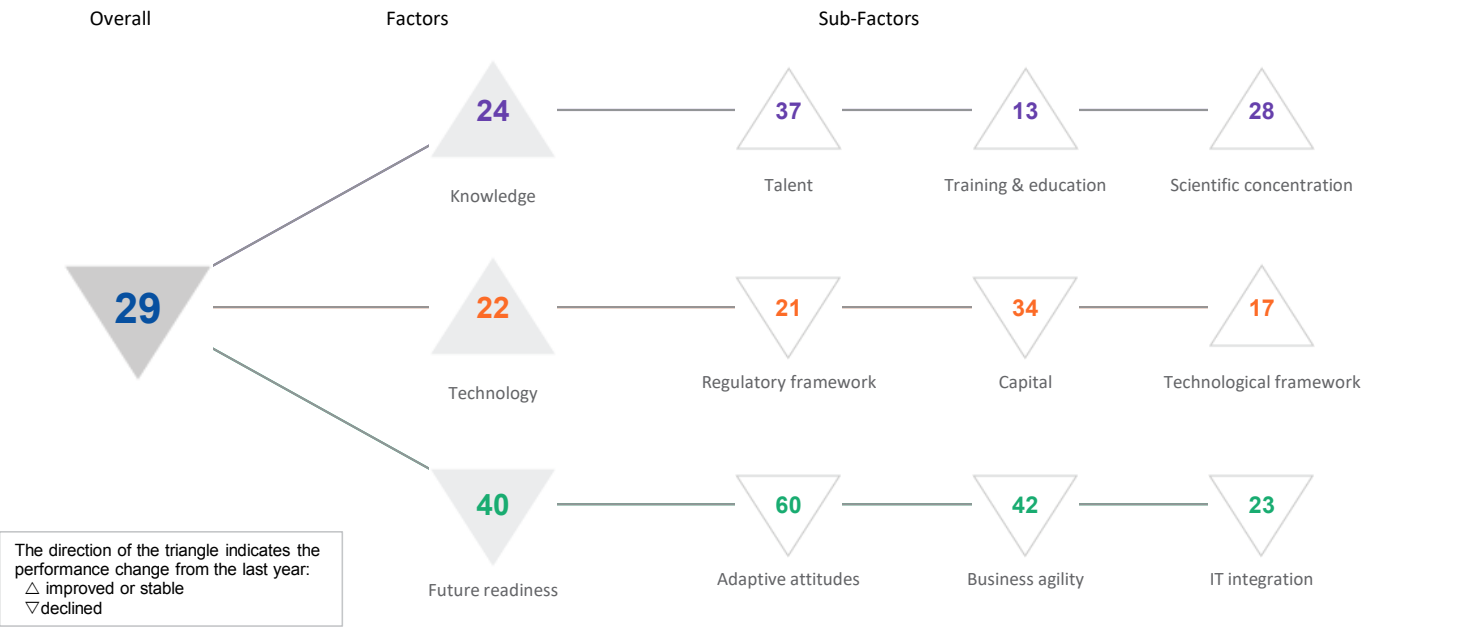 Overall
Factors
Sub-Factors
24
37
13
28
Knowledge
Talent
Training & education
Scientific concentration
29
22
21
34
17
Technology
Regulatory framework
Capital
Technological framework
40
60
42
23
Future readiness
Adaptive attitudes
Business agility
IT integration
The direction of the triangle indicates the
performance change from the last year:
△ improved or stable
▽declined